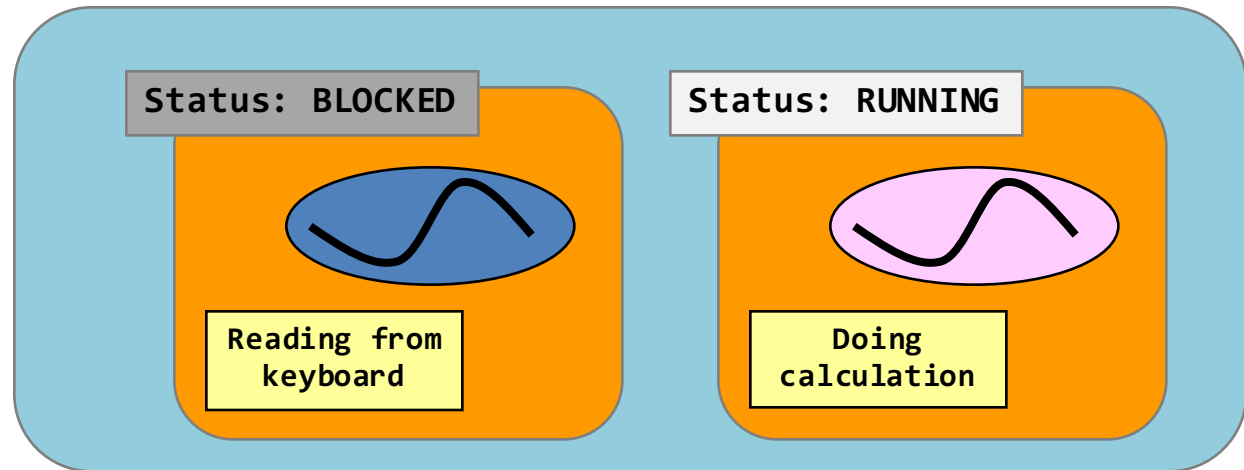 Status: BLOCKED
Status: RUNNING
Reading from
keyboard
Doing
calculation